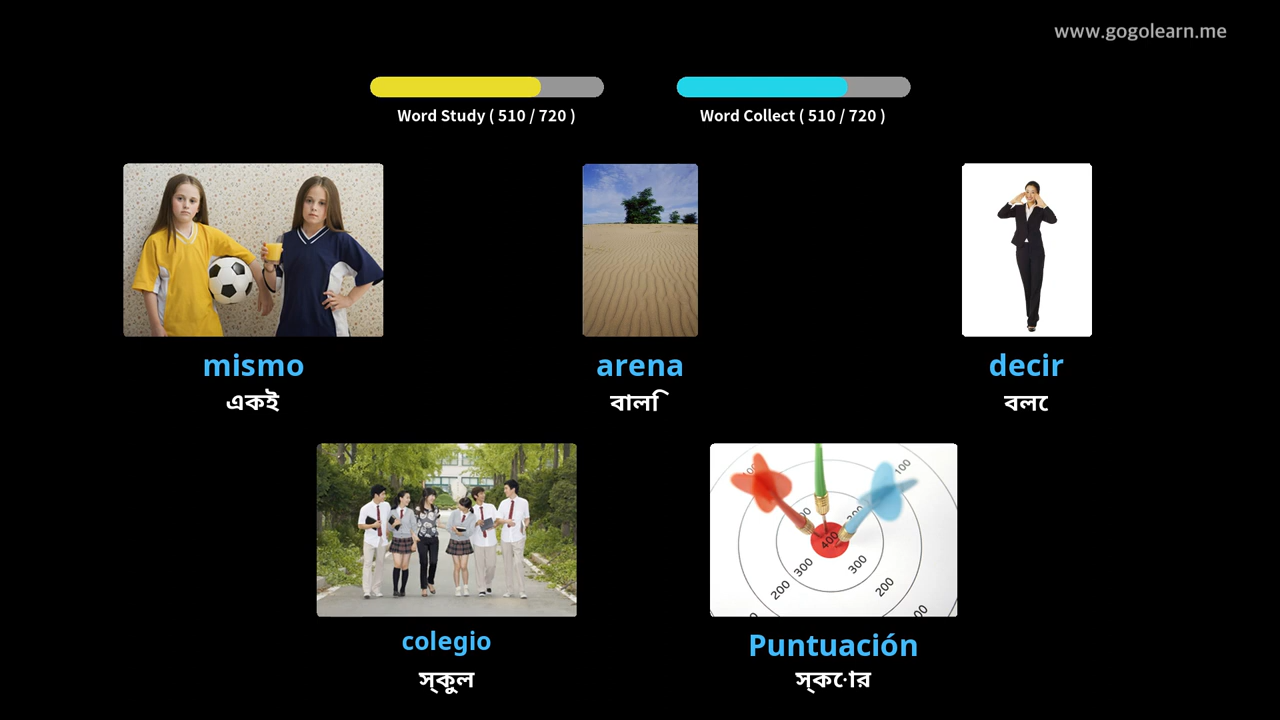 www.gogolearn.me
Word Study ( 510 / 720 )
Word Collect ( 510 / 720 )
mismo
একই
arena
বালি
decir
বলে
colegio
স্কুল
Puntuación
স্কোর